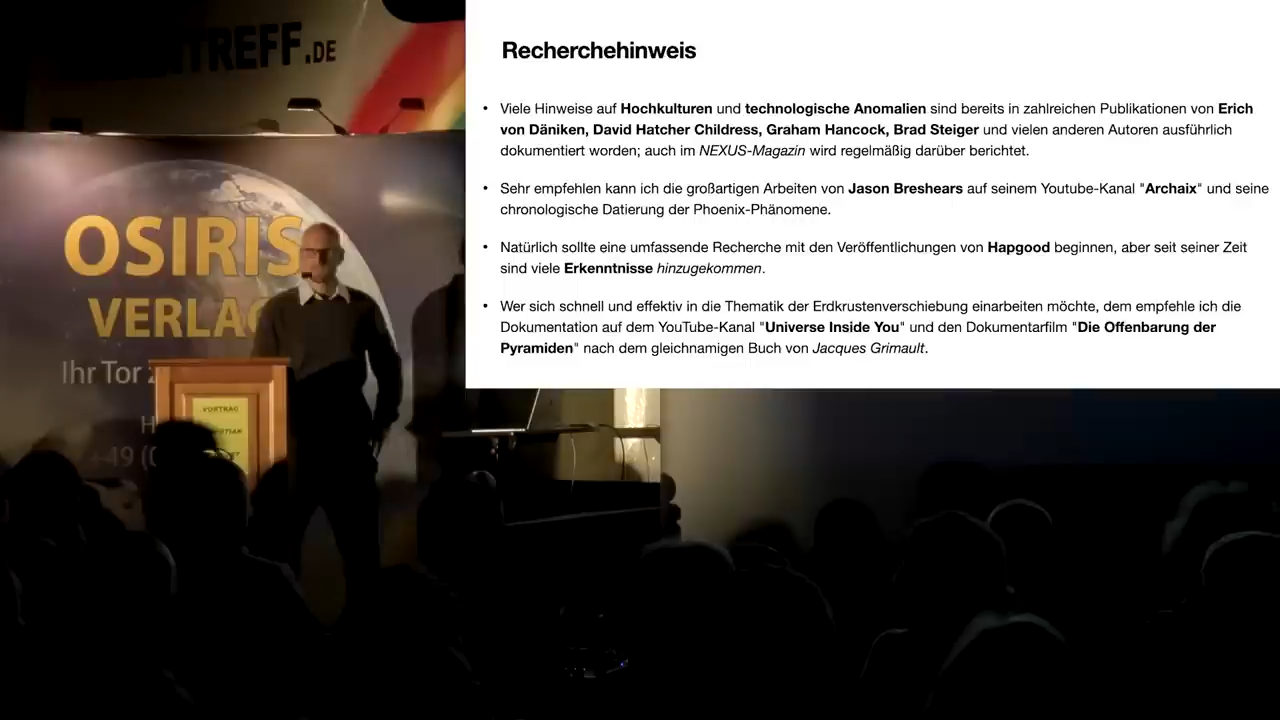 TREFF.DE
OSIRIS
VERLAG
Ihr Tor
+49 (0
VORTRAG
Recherchehinweis
• Viele Hinweise auf Hochkulturen und technologische Anomalien sind bereits in zahlreichen Publikationen von Erich
von Däniken, David Hatcher Childress, Graham Hancock, Brad Steiger und vielen anderen Autoren ausführlich
dokumentiert worden; auch im NEXUS-Magazin wird regelmäßig darüber berichtet.
• Sehr empfehlen kann ich die großartigen Arbeiten von Jason Breshears auf seinem Youtube-Kanal "Archaix" und seine
chronologische Datierung der Phoenix-Phänomene.
• Natürlich sollte eine umfassende Recherche mit den Veröffentlichungen von Hapgood beginnen, aber seit seiner Zeit
sind viele Erkenntnisse hinzugekommen.
• Wer sich schnell und effektiv in die Thematik der Erdkrustenverschiebung einarbeiten möchte, dem empfehle ich die
Dokumentation auf dem YouTube-Kanal "Universe Inside You" und den Dokumentarfilm "Die Offenbarung der
Pyramiden" nach dem gleichnamigen Buch von Jacques Grimault.